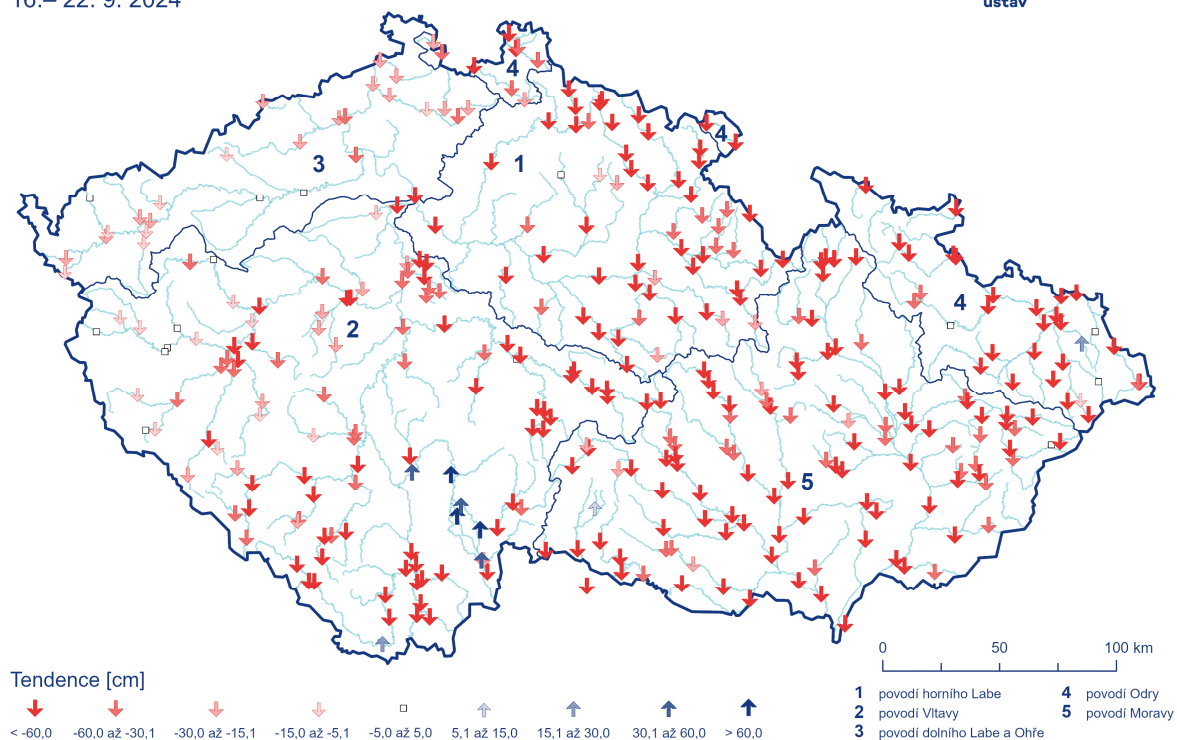 16.– 22. 9. 2024
ústav
4
4
3
1
2
4
5
0 50 100 km
Tendence [cm]
< -60,0 -60,0 až -30,1 -30,0 až -15,1 -15,0 až -5,1 -5,0 až 5,0 5,1 až 15,0 15,1 až 30,0 30,1 až 60,0 > 60,0
1 povodí horního Labe
2 povodí Vltavy
3 povodí dolního Labe a Ohře
4 povodí Odry
5 povodí Moravy